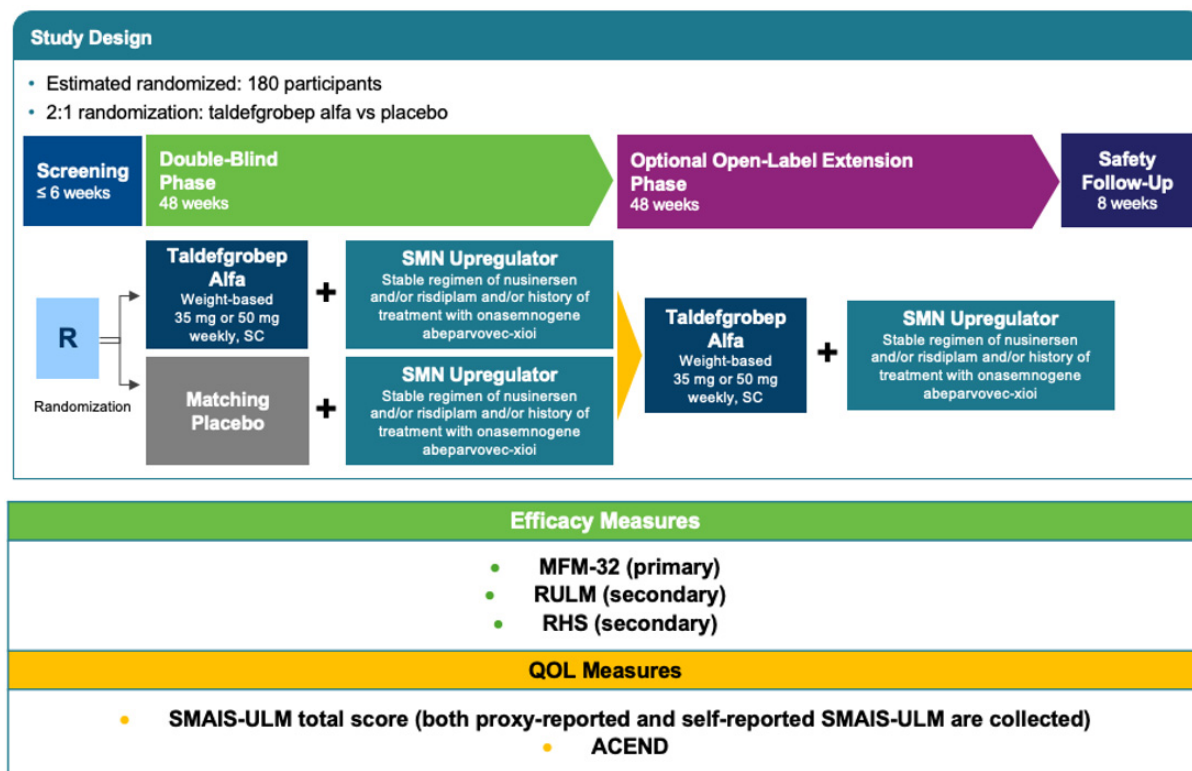 Study Design
• Estimated randomized: 180 participants
• 2:1 randomization: taldefgrobep alfa vs placebo
Screening
≤ 6 weeks
Double-Blind
Phase
48 weeks
Optional Open-Label Extension
Phase
48 weeks
Safety
Follow-Up
8 weeks
R
Randomization
Taldefgrobep
Alfa
Weight-based
35 mg or 50 mg
weekly, SC
+
SMN Upregulator
Stable regimen of nusinersen
and/or risdiplam and/or history of
treatment with onasemnogene
abeparvovec-xioi
Matching
Placebo
+
SMN Upregulator
Stable regimen of nusinersen
and/or risdiplam and/or history of
treatment with onasemnogene
abeparvovec-xioi
Taldefgrobep
Alfa
Weight-based
35 mg or 50 mg
weekly, SC
+
SMN Upregulator
Stable regimen of nusinersen
and/or risdiplam and/or history of
treatment with onasemnogene
abeparvovec-xioi
Efficacy Measures
• MFM-32 (primary)
• RULM (secondary)
• RHS (secondary)
QOL Measures
• SMAIS-ULM total score (both proxy-reported and self-reported SMAIS-ULM are collected)
• ACEND